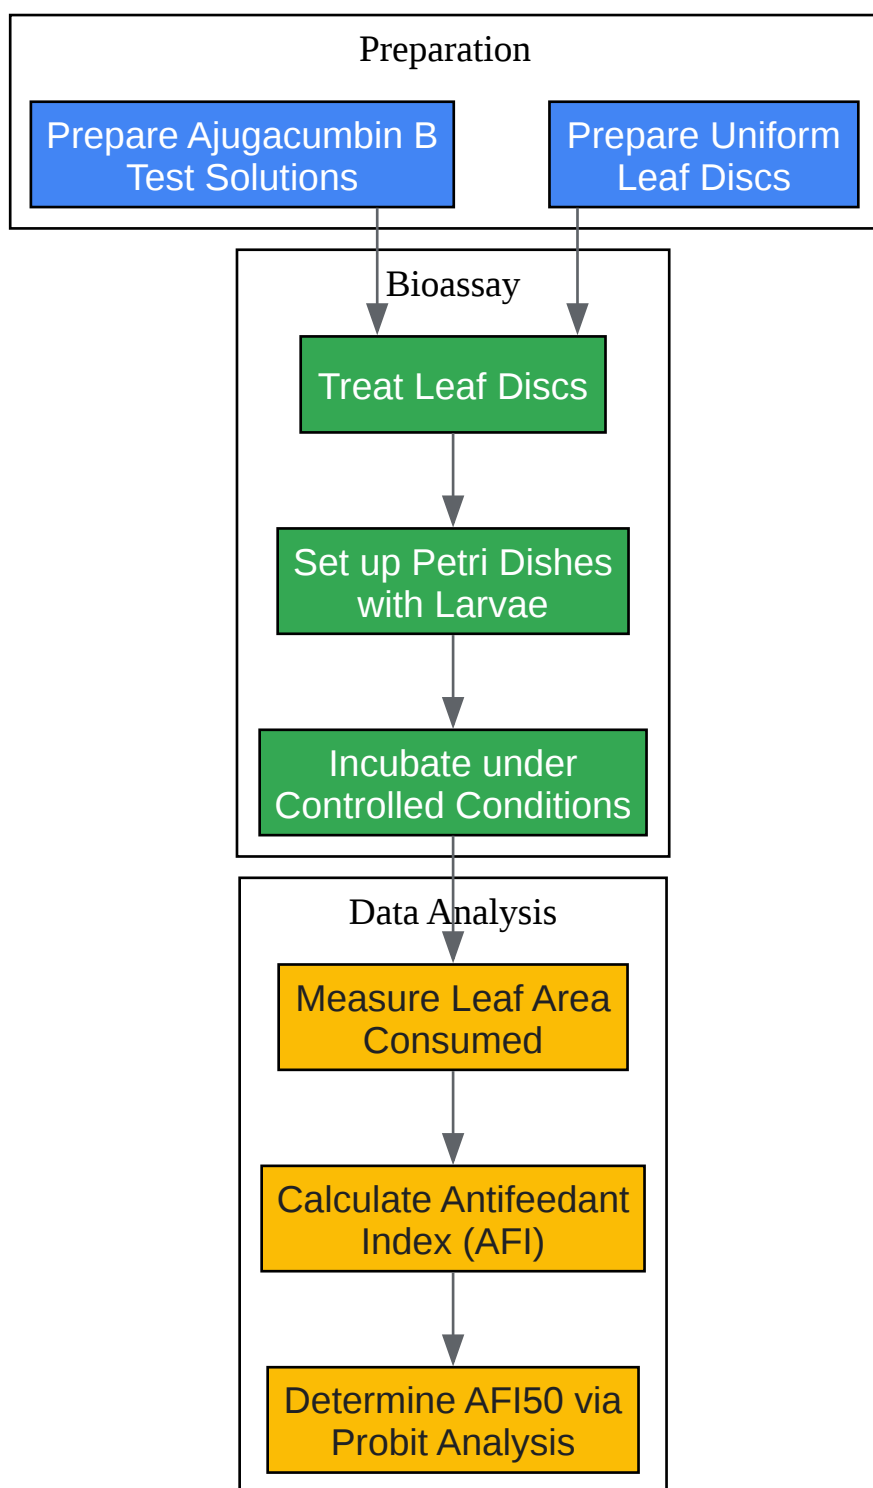 Preparation
Prepare Ajugacumbin B
Test Solutions
Prepare Uniform
Leaf Discs
Bioassay
Treat Leaf Discs
Set up Petri Dishes
with Larvae
Incubate under
Controlled Conditions
Data Analysis
Measure Leaf Area
Consumed
Calculate Antifeedant
Index (AFI)
Determine AFI50 via
Probit Analysis